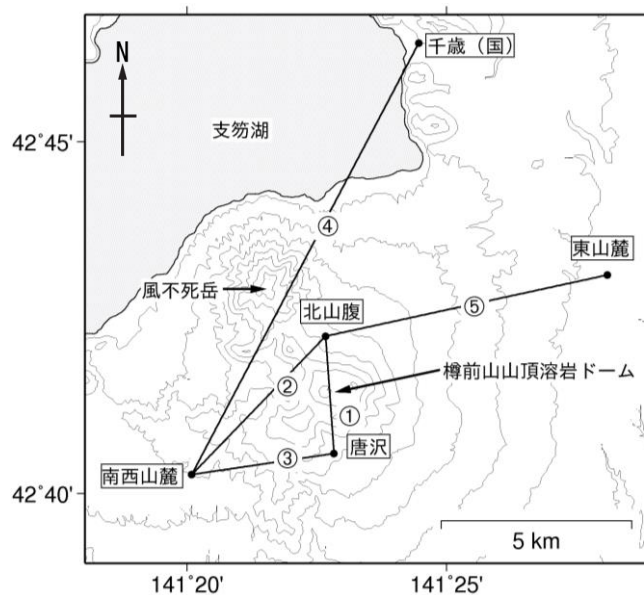 千歳（国）
N
支笏湖
42˚45'
④
東山麓
風不死岳
北山腹
⑤
樽前山山頂溶岩ドーム
②
①
唐沢
③
南西山麓
42˚40'
5 km
141˚20'
141˚25'